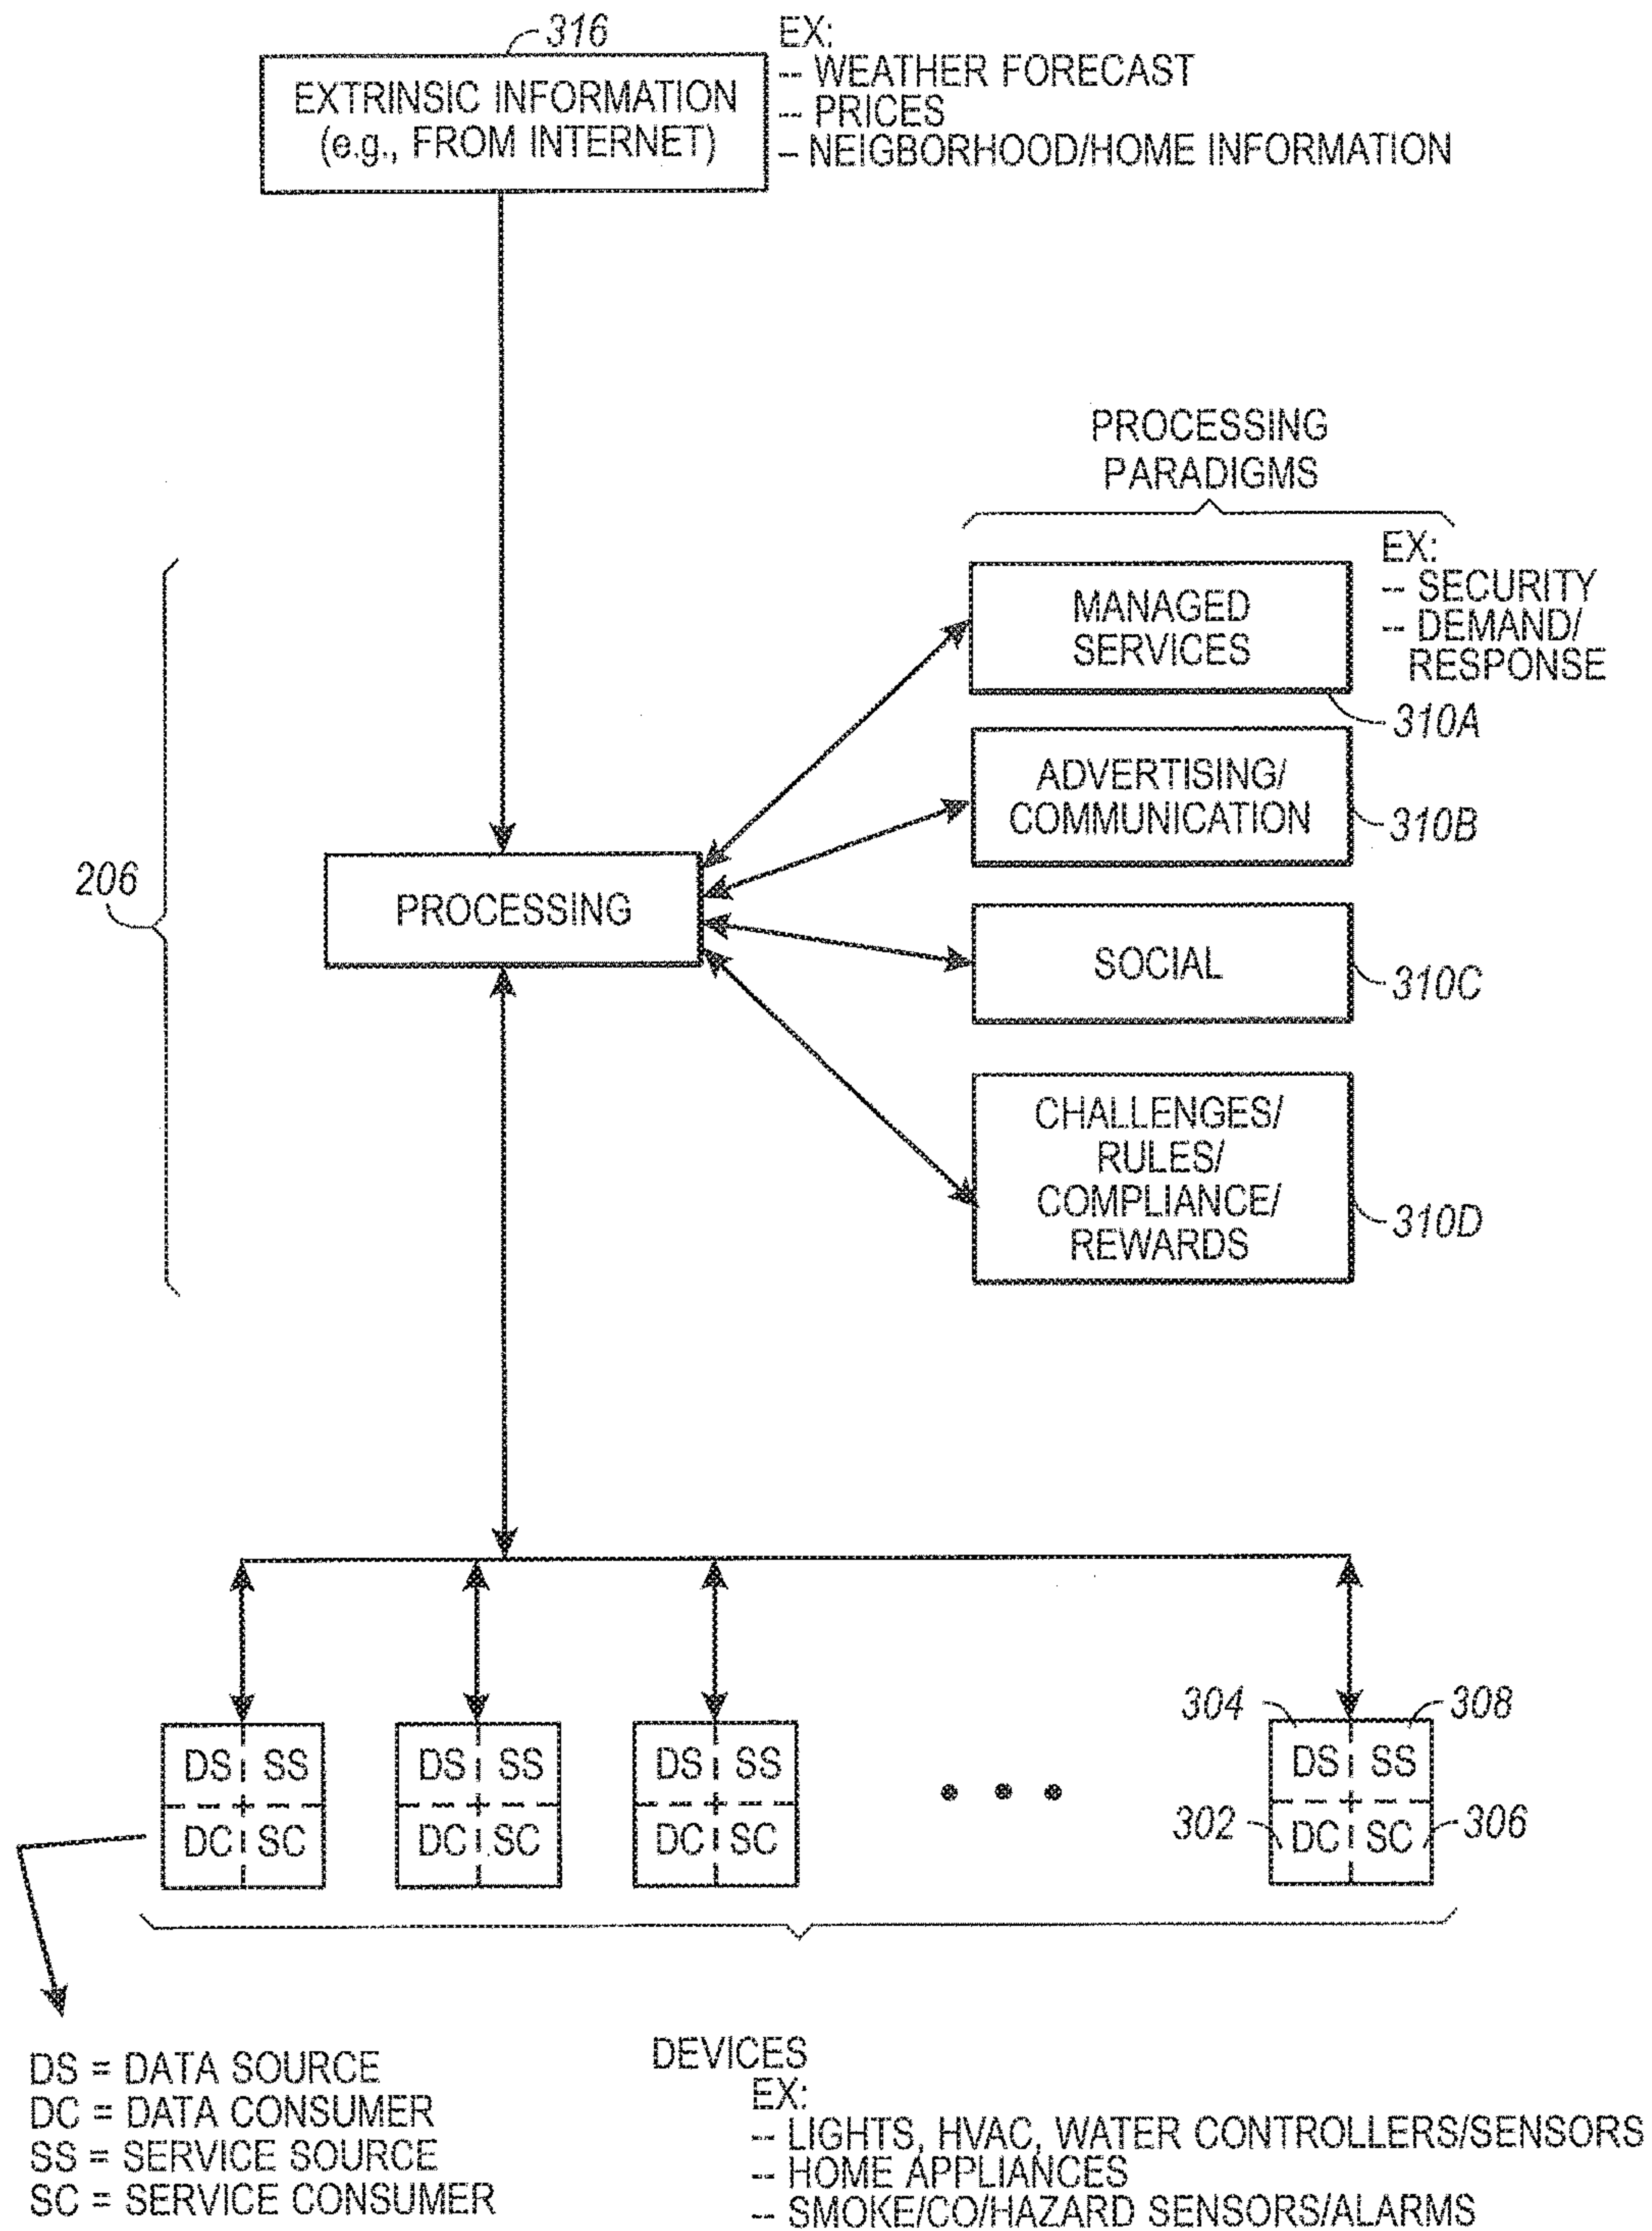 316
EXTRINSIC INFORMATION
(e.g., FROM INTERNET)
EX:
-- WEATHER FORECAST
-- PRICES
-- NEIGBORHOOD/HOME INFORMATION
PROCESSING
PARADIGMS
EX:
-- SECURITY
-- DEMAND/
RESPONSE
MANAGED
SERVICES
310A
ADVERTISING/
COMMUNICATION
310B
206
PROCESSING
SOCIAL
310C
CHALLENGES/
RULES/
COMPLIANCE/
REWARDS
310D
304
308
DS SS
DC SC
DS SS
DC SC
DS SS
DC SC
• • •
DS SS
302
DC SC
306
DS = DATA SOURCE
DC = DATA CONSUMER
SS = SERVICE SOURCE
SC = SERVICE CONSUMER
DEVICES
EX:
-- LIGHTS, HVAC, WATER CONTROLLERS/SENSORS
-- HOME APPLIANCES
-- SMOKE/CO/HAZARD SENSORS/ALARMS